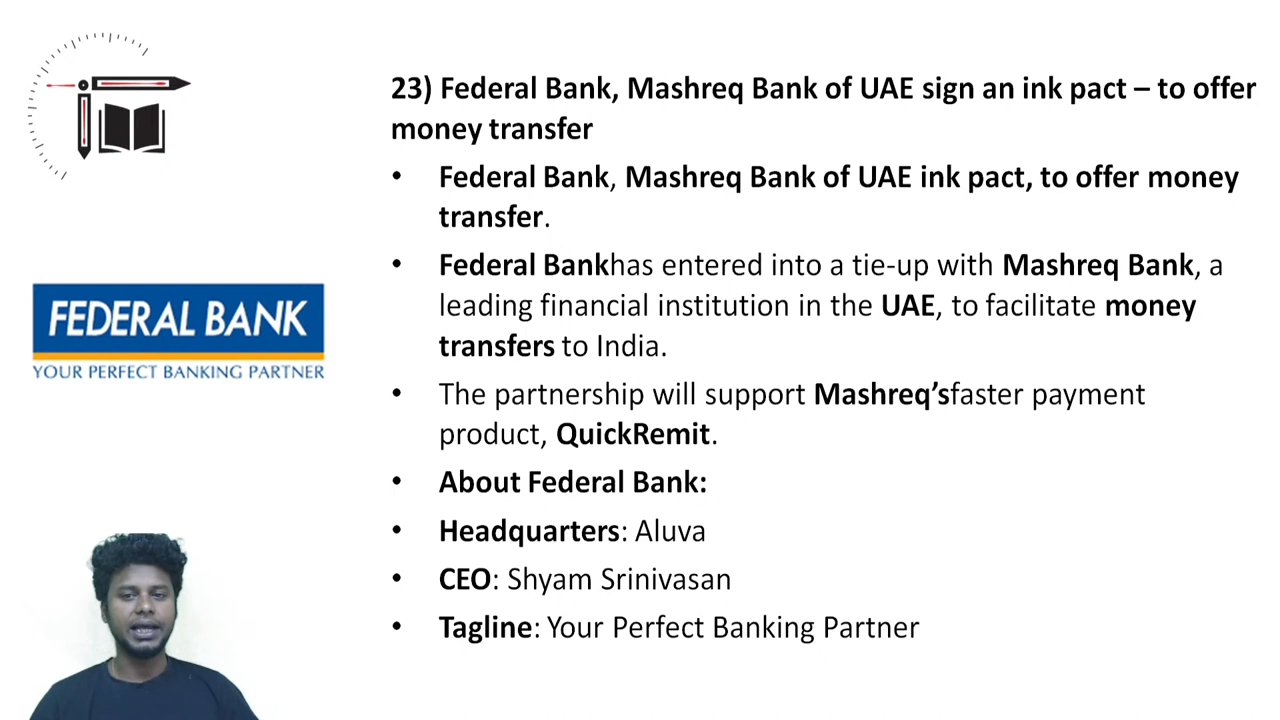 23) Federal Bank, Mashreq Bank of UAE sign an ink pact – to offer
money transfer
• Federal Bank, Mashreq Bank of UAE ink pact, to offer money
transfer.
• Federal Bankhas entered into a tie-up with Mashreq Bank, a
leading financial institution in the UAE, to facilitate money
transfers to India.
• The partnership will support Mashreq’sfaster payment
product, QuickRemit.
• About Federal Bank:
• Headquarters: Aluva
• CEO: Shyam Srinivasan
• Tagline: Your Perfect Banking Partner
FEDERAL BANK
YOUR PERFECT BANKING PARTNER